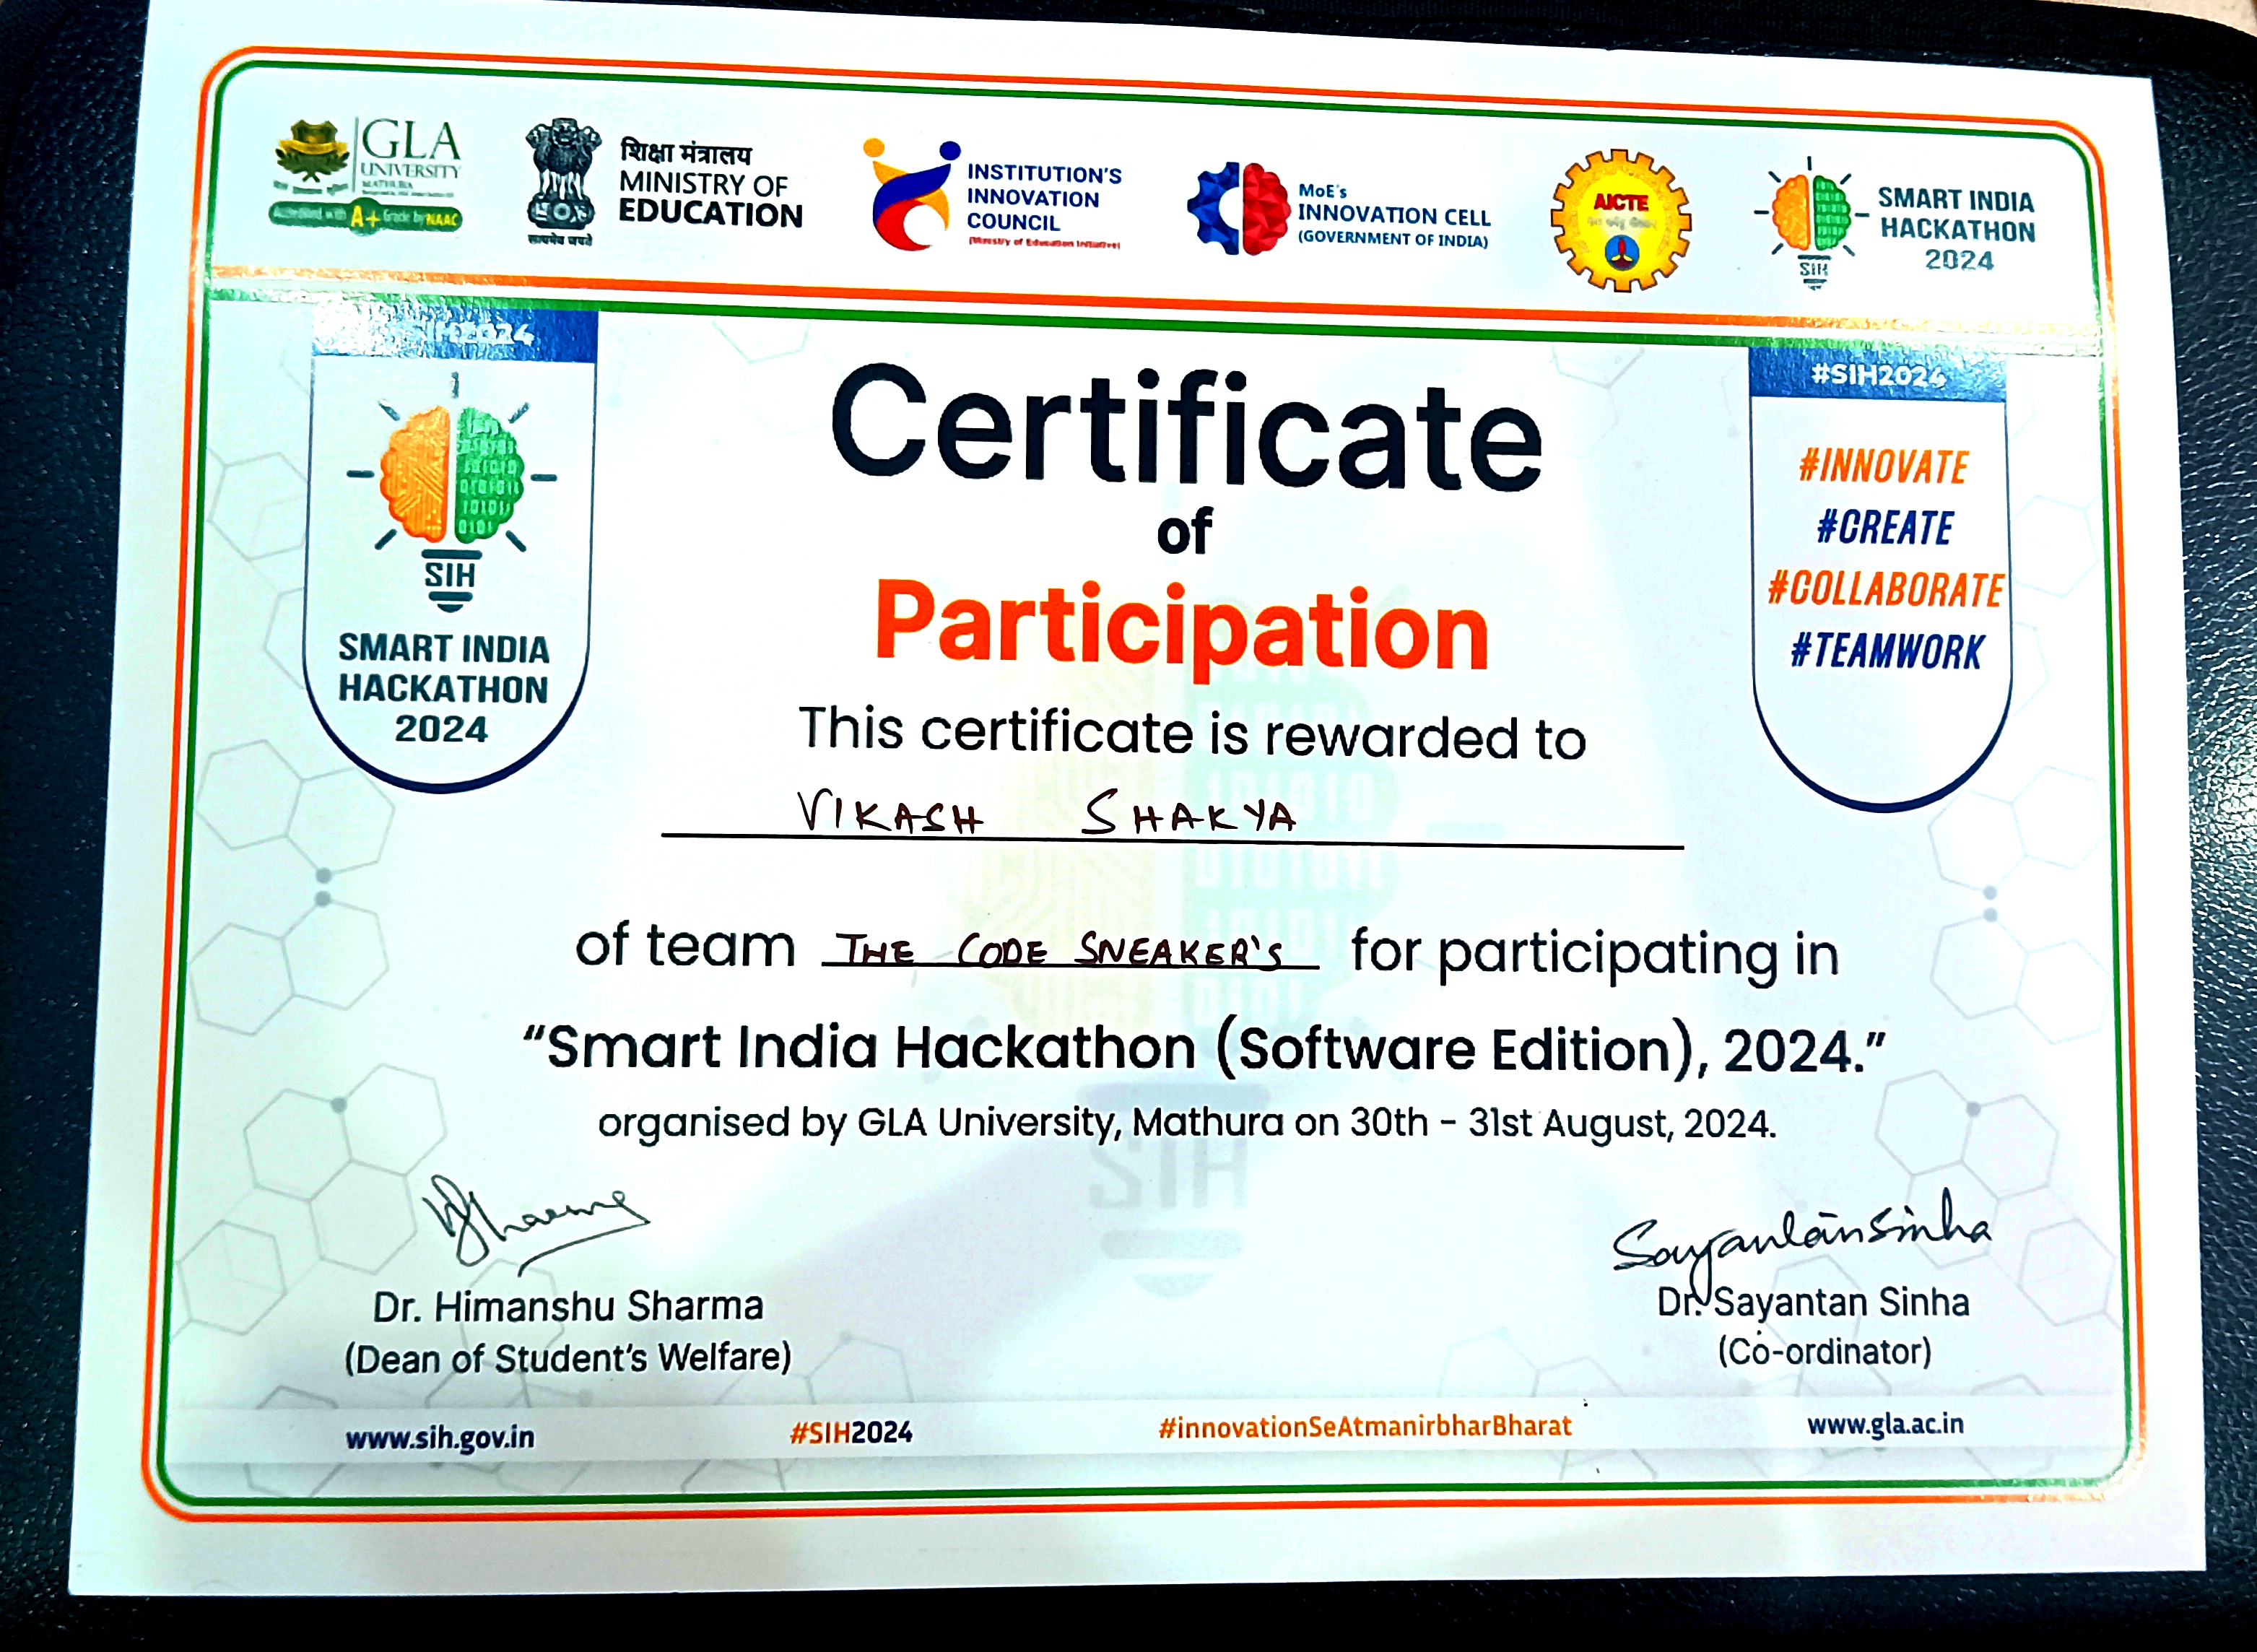 GLA
UNIVERSITY
MATHURA
Accredited with A+ Grade by NAAC
शिक्षा मंत्रालय
MINISTRY OF
EDUCATION
सत्यमेव जयते
INSTITUTION'S
INNOVATION
COUNCIL
(Ministry of Education Initiative)
MoE's
INNOVATION CELL
(GOVERNMENT OF INDIA)
AICTE
SIH
SMART INDIA
HACKATHON
2024
SIH
SMART INDIA
HACKATHON
2024
#SIH2024
#INNOVATE
#CREATE
#COLLABORATE
#TEAMWORK
Certificate
of
Participation
This certificate is rewarded to
VIKASH SHAKYA
of team THE CODE SNEAKER'S for participating in
“Smart India Hackathon (Software Edition), 2024.”
organised by GLA University, Mathura on 30th - 31st August, 2024.
SIH
Sayantan Sinha
Dr. Himanshu Sharma
(Dean of Student's Welfare)
Dr. Sayantan Sinha
(Co-ordinator)
www.sih.gov.in #SIH2024 #innovationSeAtmanirbharBharat www.gla.ac.in